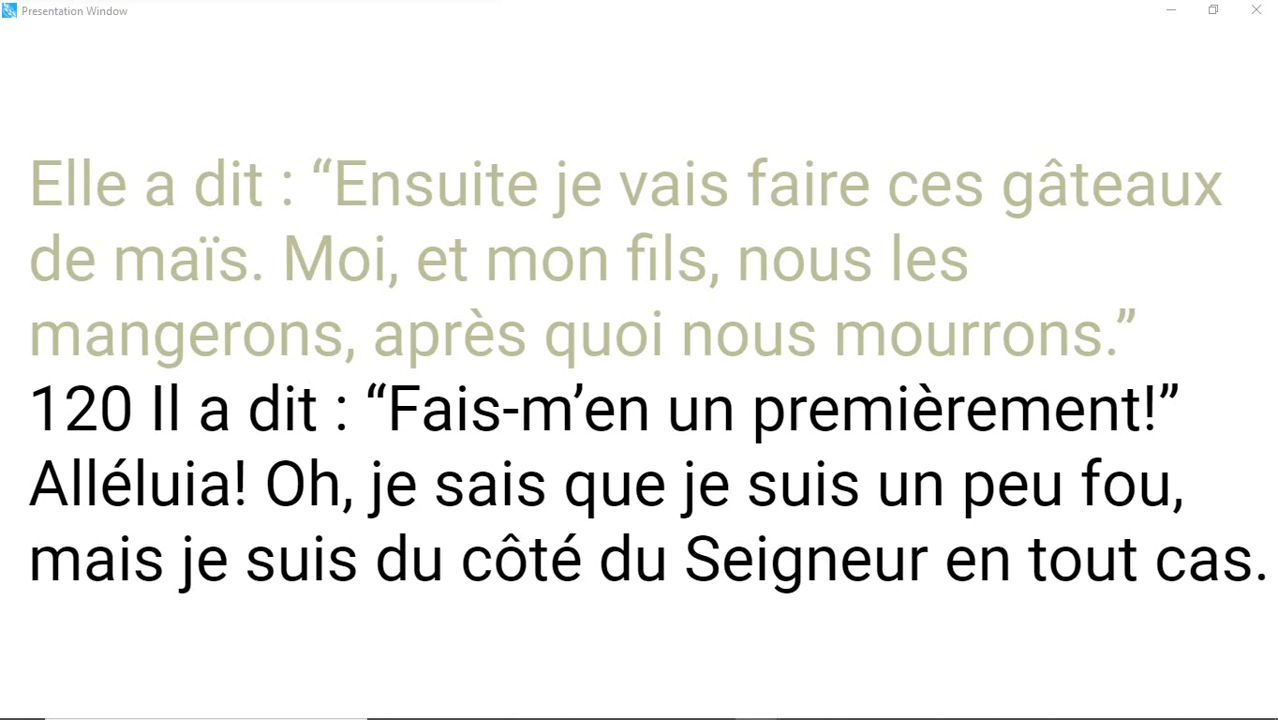 Presentation Window
Elle a dit : “Ensuite je vais faire ces gâteaux
de maïs. Moi, et mon fils, nous les
mangerons, après quoi nous mourrons.”
120 Il a dit : “Fais-m’en un premièrement!”
Alléluia! Oh, je sais que je suis un peu fou,
mais je suis du côté du Seigneur en tout cas.